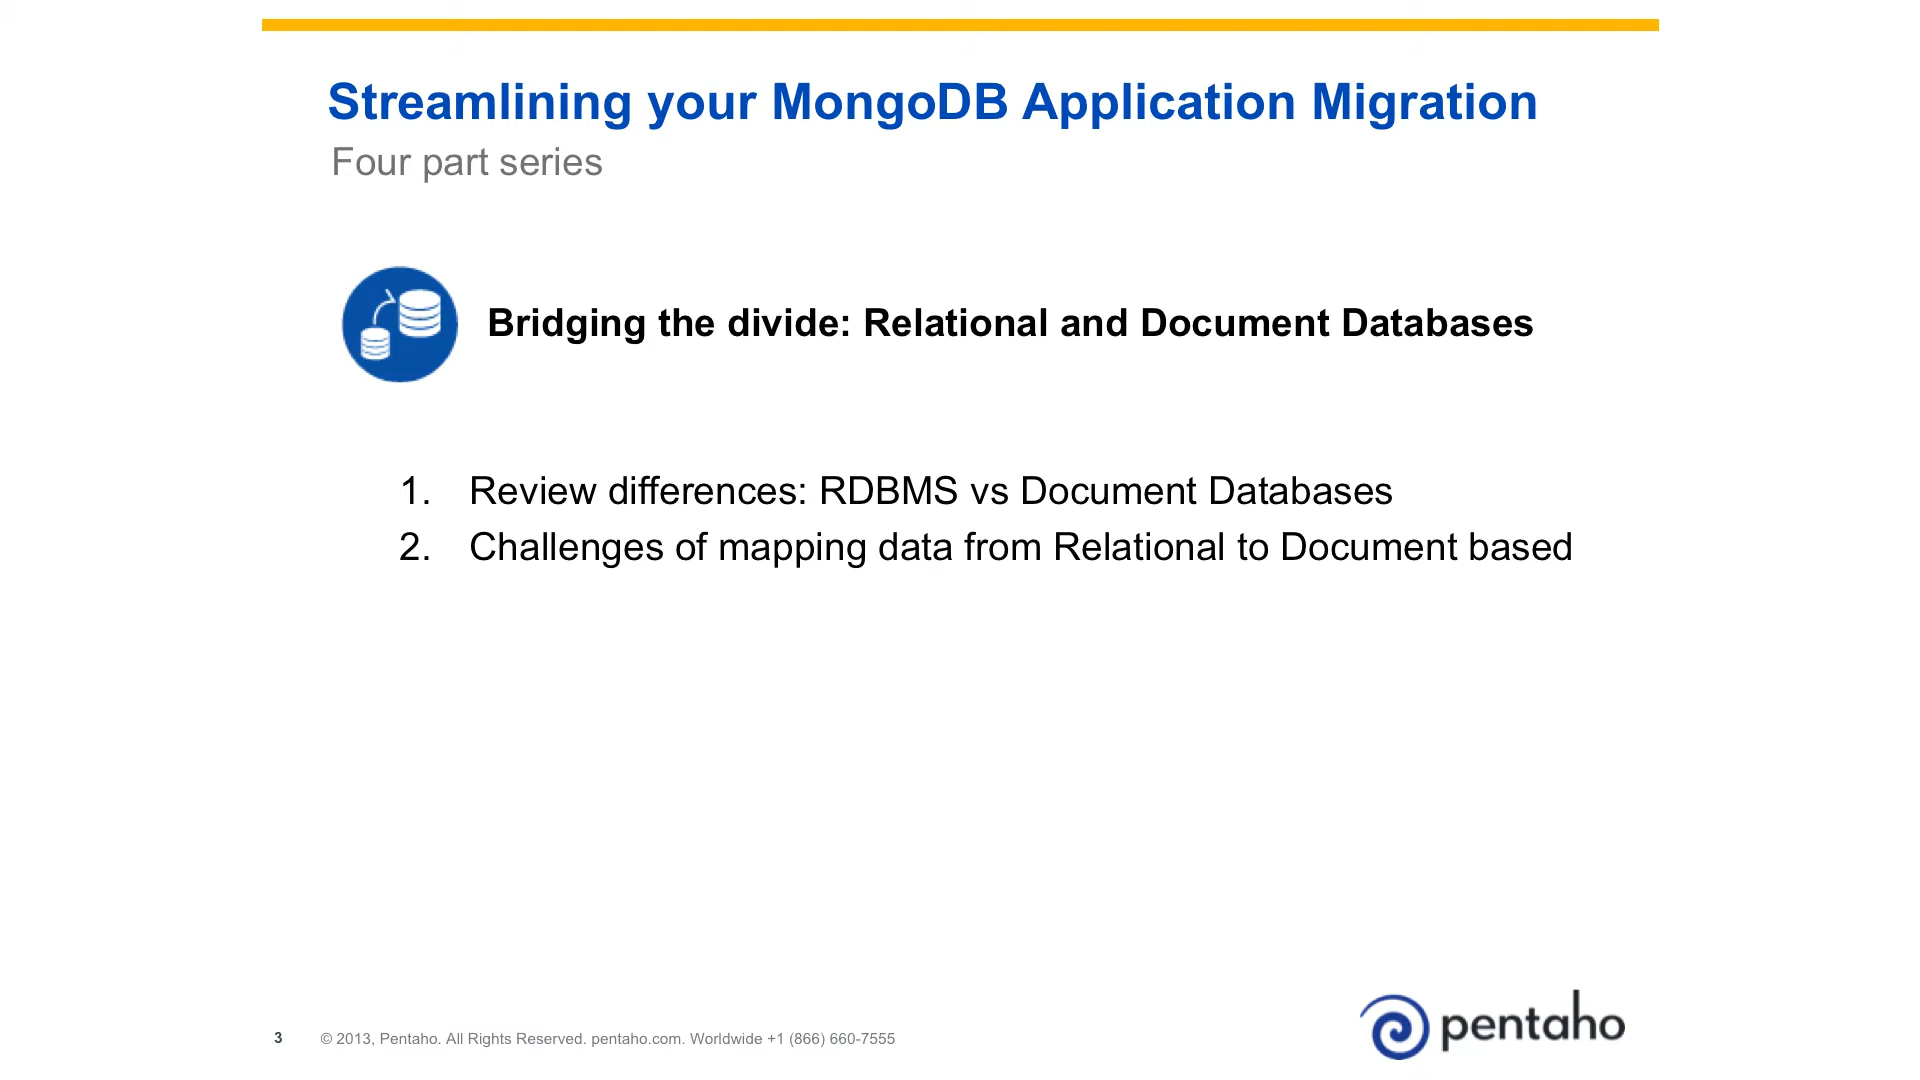 Streamlining your MongoDB Application Migration
Four part series
Bridging the divide: Relational and Document Databases
1. Review differences: RDBMS vs Document Databases
2. Challenges of mapping data from Relational to Document based
3 © 2013, Pentaho. All Rights Reserved. pentaho.com. Worldwide +1 (866) 660-7555
pentaho